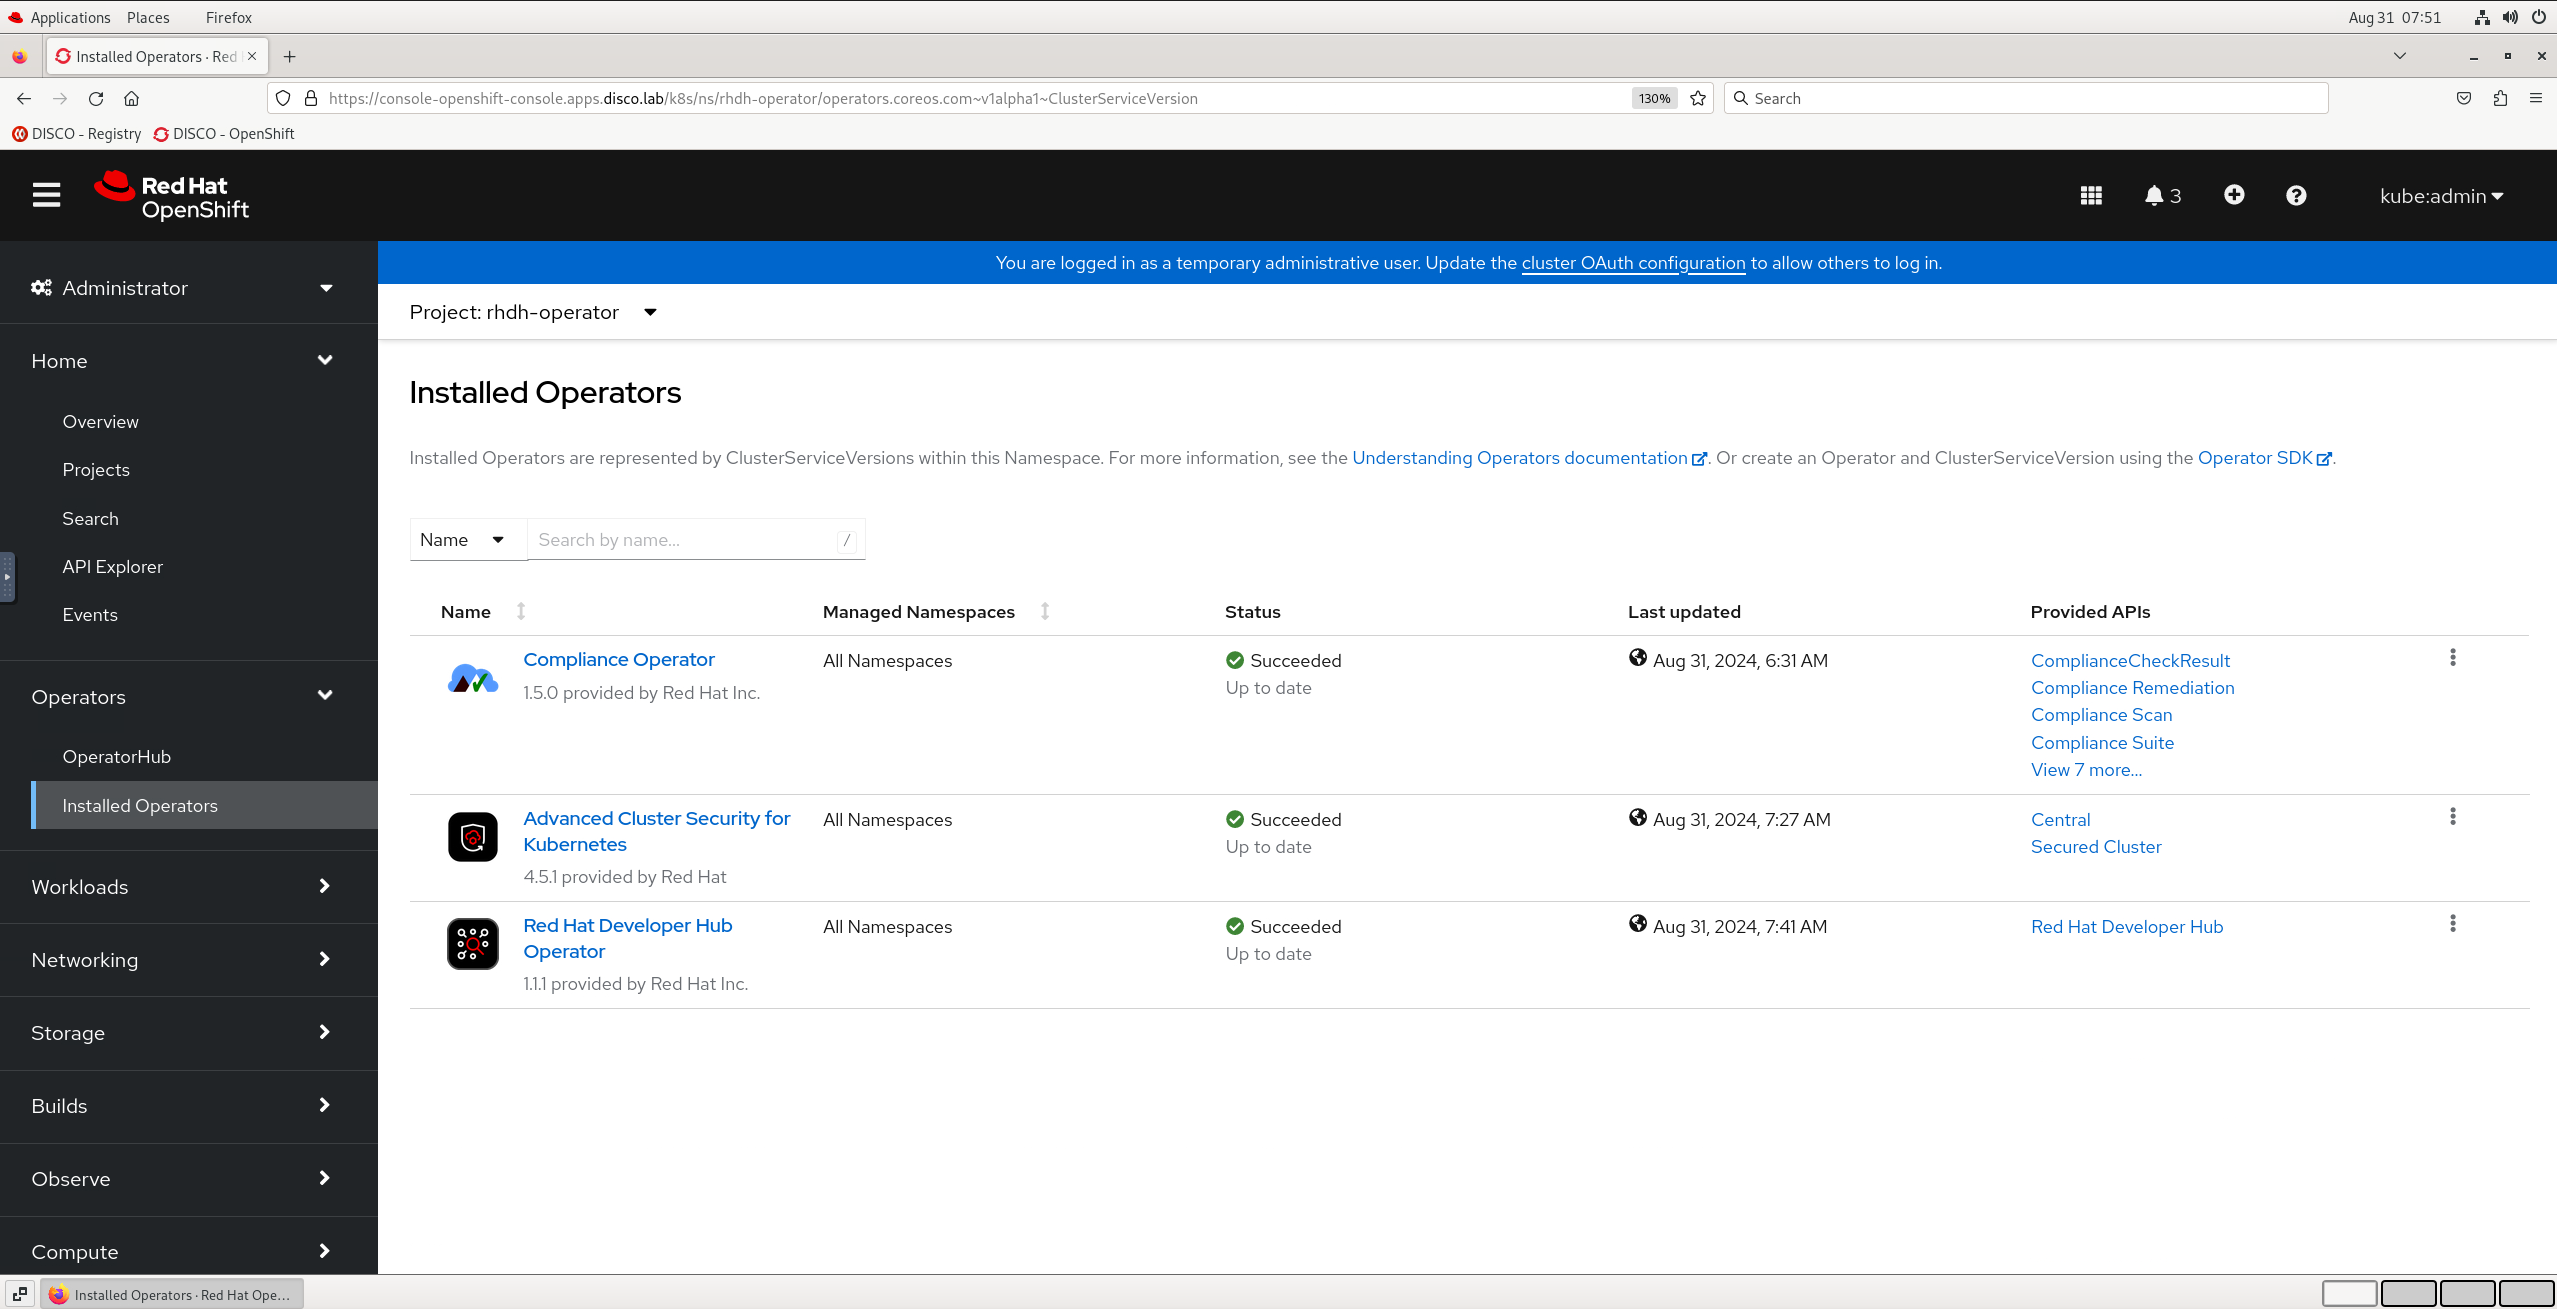 Applications Places Firefox Aug 31 07:51
Installed Operators · Red H
https://console-openshift-console.apps.disco.lab/k8s/ns/rhdh-operator/operators.coreos.com~v1alpha1~ClusterServiceVersion 130% Search
DISCO - Registry DISCO - OpenShift
Red Hat
OpenShift
3 kube:admin
You are logged in as a temporary administrative user. Update the cluster OAuth configuration to allow others to log in.
Administrator
Project: rhdh-operator
Home
Overview
Projects
Search
API Explorer
Events
Operators
OperatorHub
Installed Operators
Workloads
Networking
Storage
Builds
Observe
Compute
Installed Operators
Installed Operators are represented by ClusterServiceVersions within this Namespace. For more information, see the Understanding Operators documentation. Or create an Operator and ClusterServiceVersion using the Operator SDK.
Name Search by name... /
Name Managed Namespaces Status Last updated Provided APIs
Compliance Operator
1.5.0 provided by Red Hat Inc.
All Namespaces
Succeeded
Up to date
Aug 31, 2024, 6:31 AM
ComplianceCheckResult
Compliance Remediation
Compliance Scan
Compliance Suite
View 7 more...
Advanced Cluster Security for
Kubernetes
4.5.1 provided by Red Hat
All Namespaces
Succeeded
Up to date
Aug 31, 2024, 7:27 AM
Central
Secured Cluster
Red Hat Developer Hub
Operator
1.1.1 provided by Red Hat Inc.
All Namespaces
Succeeded
Up to date
Aug 31, 2024, 7:41 AM
Red Hat Developer Hub
Installed Operators · Red Hat Ope...